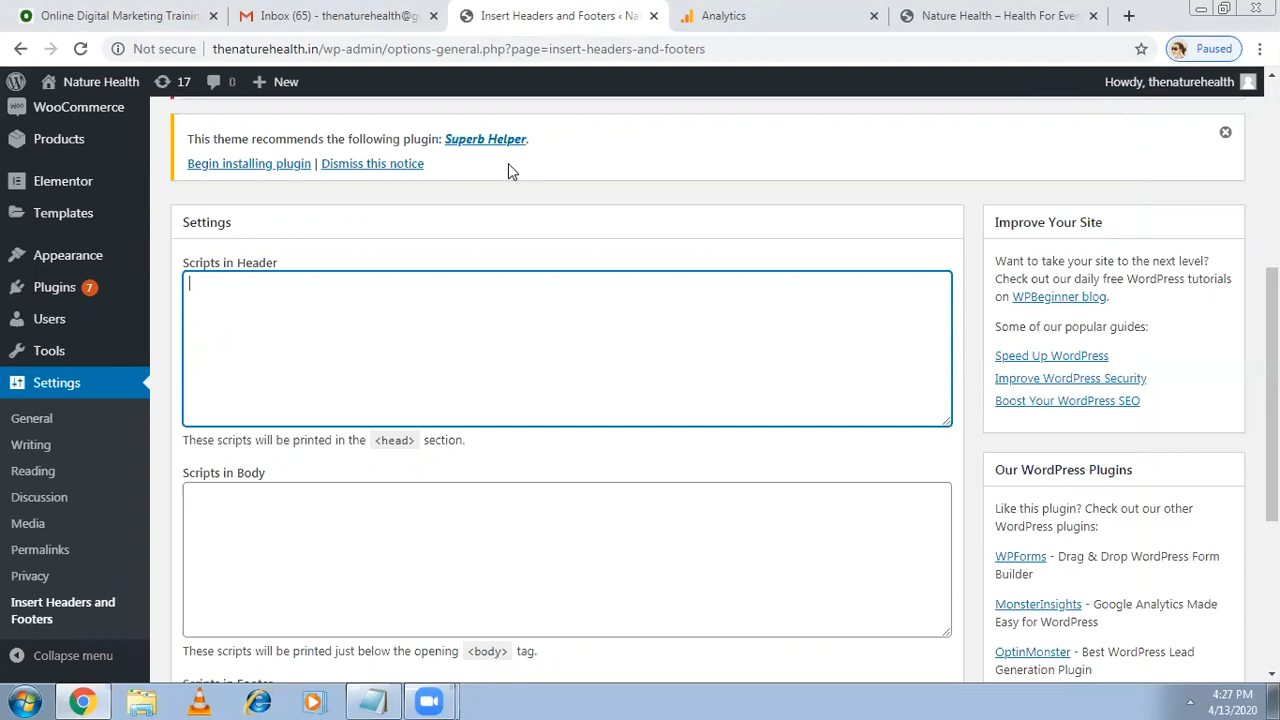 Online Digital Marketing Training
Inbox (65) - thenaturehealth@g
Insert Headers and Footers ‹ Na
Analytics
Nature Health – Health For Ever
Not secure
thenaturehealth.in/wp-admin/options-general.php?page=insert-headers-and-footers
Paused
Nature Health
17
0
New
Howdy, thenaturehealth
WooCommerce
Products
Elementor
Templates
Appearance
Plugins 7
Users
Tools
Settings
General
Writing
Reading
Discussion
Media
Permalinks
Privacy
Insert Headers and
Footers
Collapse menu
This theme recommends the following plugin: Superb Helper.
Begin installing plugin | Dismiss this notice
Settings
Scripts in Header
These scripts will be printed in the <head> section.
Scripts in Body
These scripts will be printed just below the opening <body> tag.
Scripts in Footer
Improve Your Site
Want to take your site to the next level?
Check out our daily free WordPress tutorials
on WPBeginner blog.
Some of our popular guides:
Speed Up WordPress
Improve WordPress Security
Boost Your WordPress SEO
Our WordPress Plugins
Like this plugin? Check out our other
WordPress plugins:
WPForms - Drag & Drop WordPress Form
Builder
MonsterInsights - Google Analytics Made
Easy for WordPress
OptinMonster - Best WordPress Lead
Generation Plugin
4:27 PM
4/13/2020